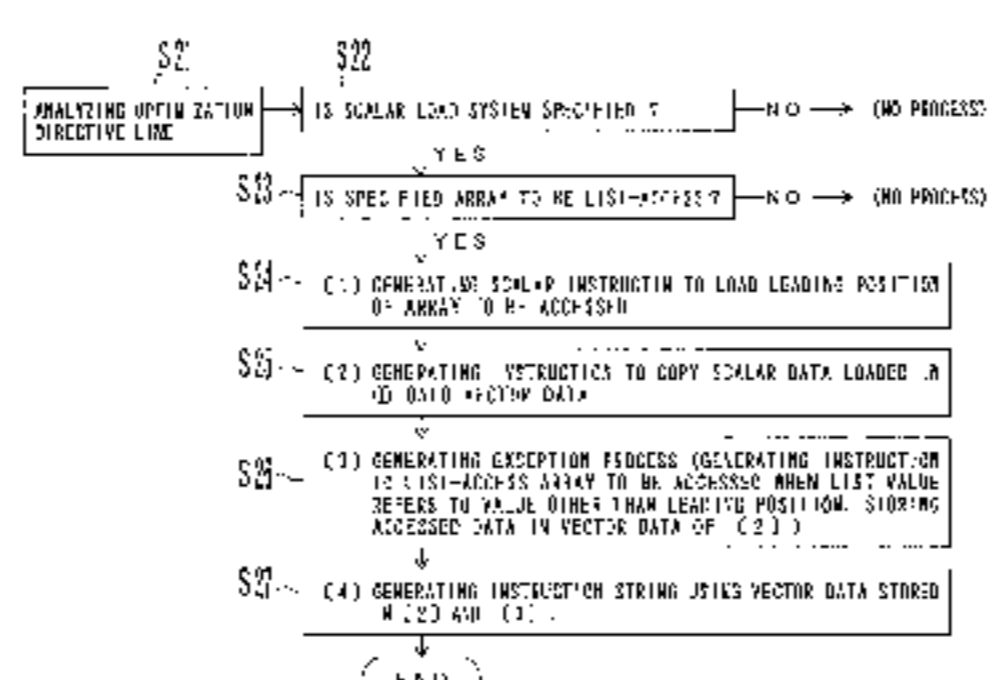 S21
S22
ANALYZING OPTIMIZATION
DIRECTIVE LINE
IS SCALAR LOAD SYSTEM SPECIFIED ?
NO
(NO PROCESS)
YES
S23
IS SPECIFIED ARRAY TO BE LIST-ACCESS?
NO
(NO PROCESS)
YES
S24
(1) GENERATING SCALAR INSTRUCTIN TO LOAD LEADING POSITION
OF ARRAY TO BE ACCESSED
S25
(2) GENERATING INSTRUCTION TO COPY SCALAR DATA LOADED IN
① ONTO VECTOR DATA
S26
(3) GENERATING EXCEPTION PROCESS (GENERATING INSTRUCTION
TO LIST-ACCESS ARRAY TO BE ACCESSED WHEN LIST VALUE
REFERS TO VALUE OTHER THAN LEADING POSITION. STORING
ACCESSED DATA IN VECTOR DATA OF (2))
S27
(4) GENERATING INSTRUCTION STRING USING VECTOR DATA STORED
IN (2) AND (3).
END